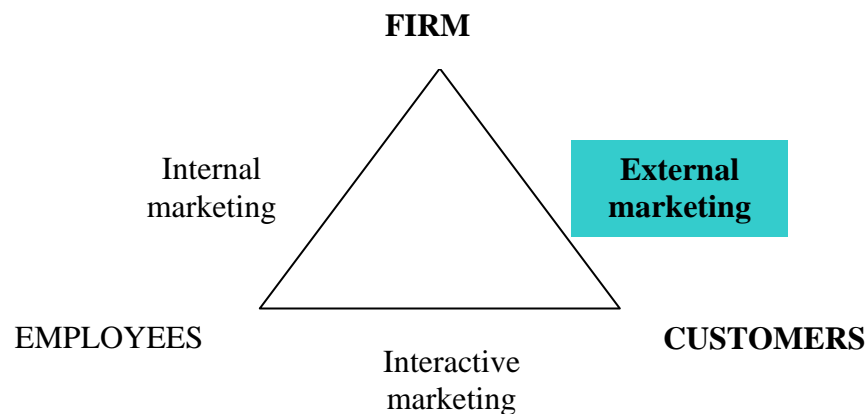 FIRM
Internal
marketing
External
marketing
EMPLOYEES
CUSTOMERS
Interactive
marketing